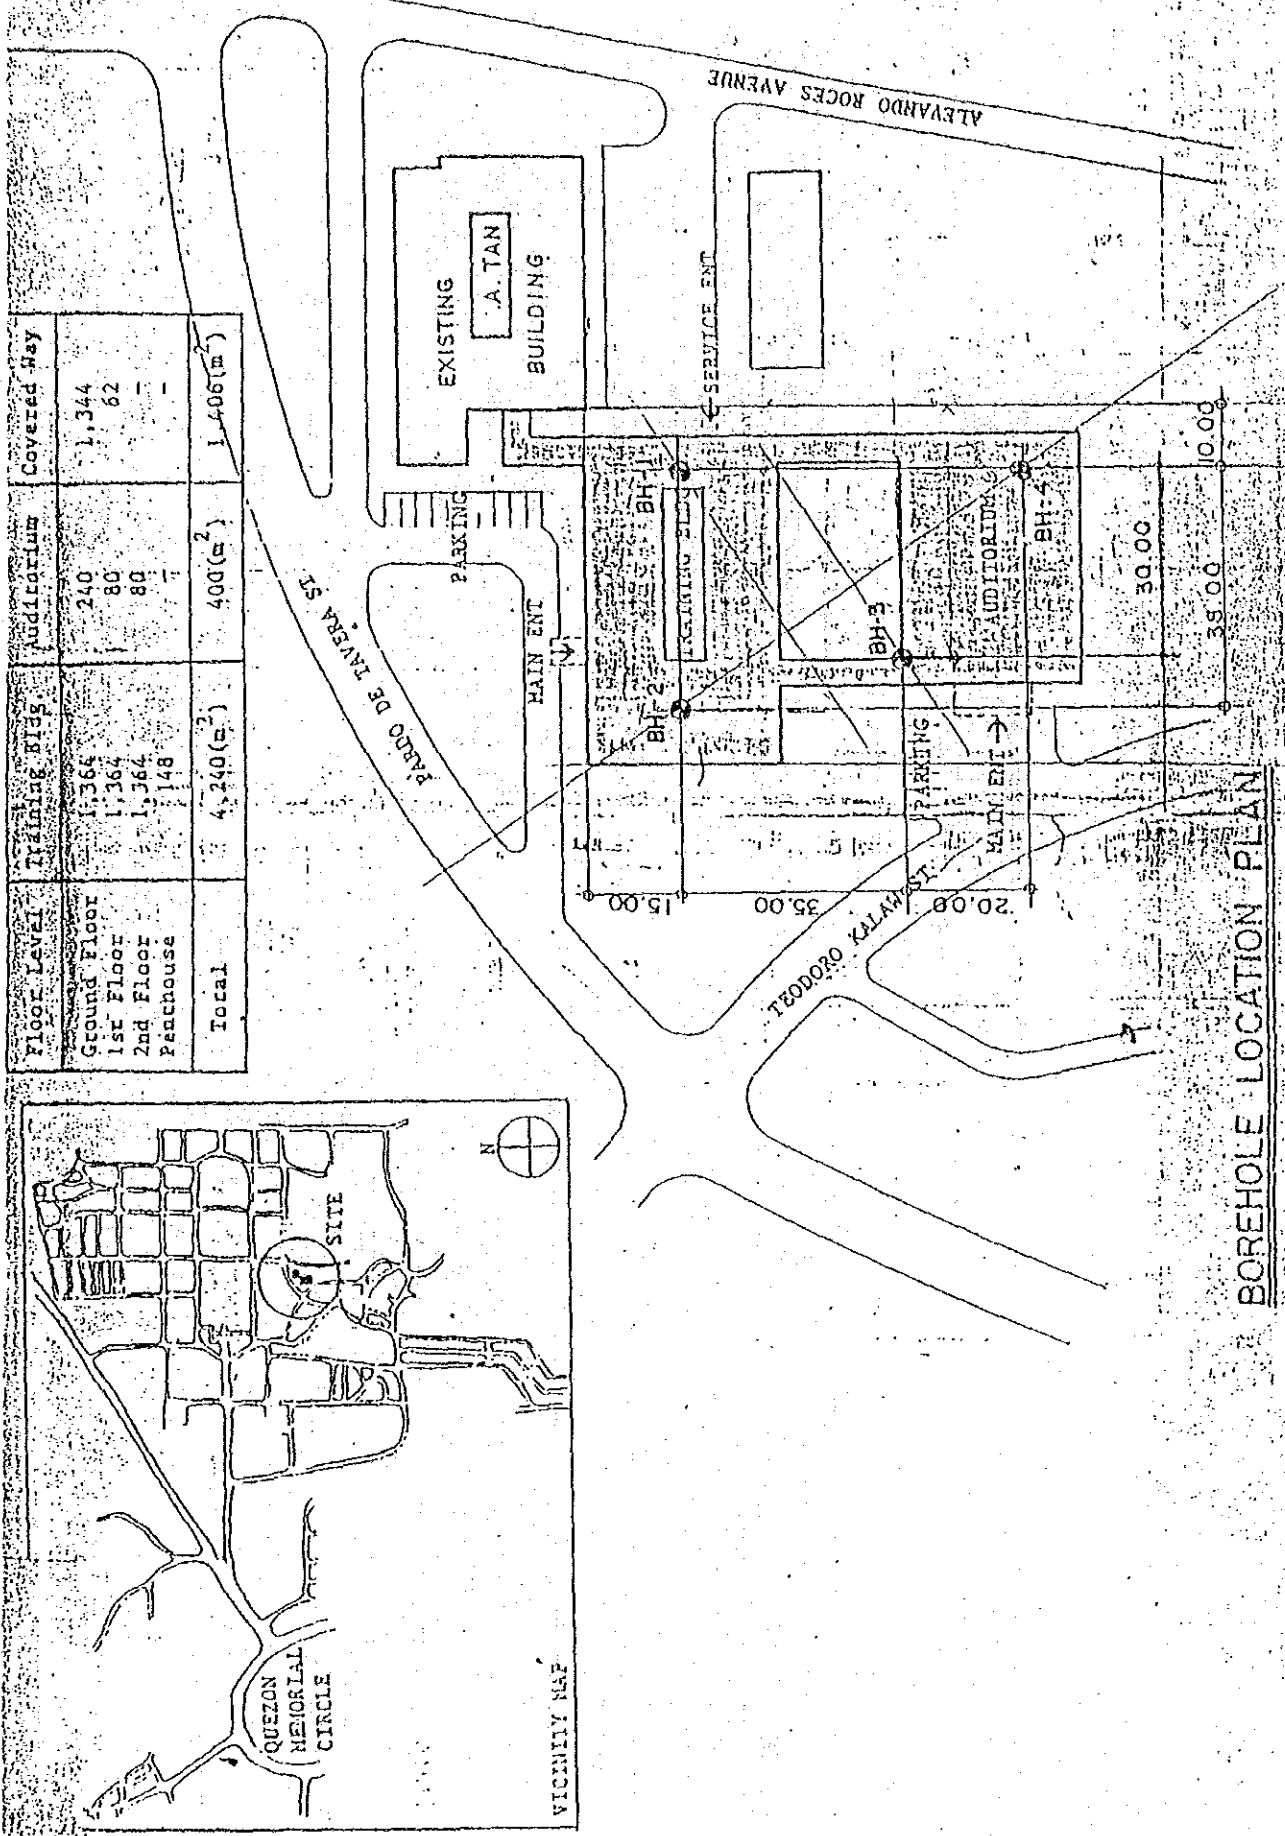 Floor Level Training Bldg. Auditorium Covered Way
Ground Floor 1,364 240 1,344
1st Floor 1,364 80 62
2nd Floor 1,364 80 -
Penthouse 148 - -
Total 4,240(m²) 400(m²) 1,406(m²)
N
SITE
QUEZON
MEMORIAL
CIRCLE
VICINITY MAP
ALEVANDO ROCES AVENUE
EXISTING
A. TAN
BUILDING
PARKING
PARDO DE TAVERA ST
MAIN ENT
SERVICE ENT
BH-1
BH-2
BH-3
AUDITORIUM
PARKING
MAIN ENT
TEODORO KALAW ST.
15.00
35.00
20.00
30.00
38.00
10.00
BOREHOLE LOCATION PLAN